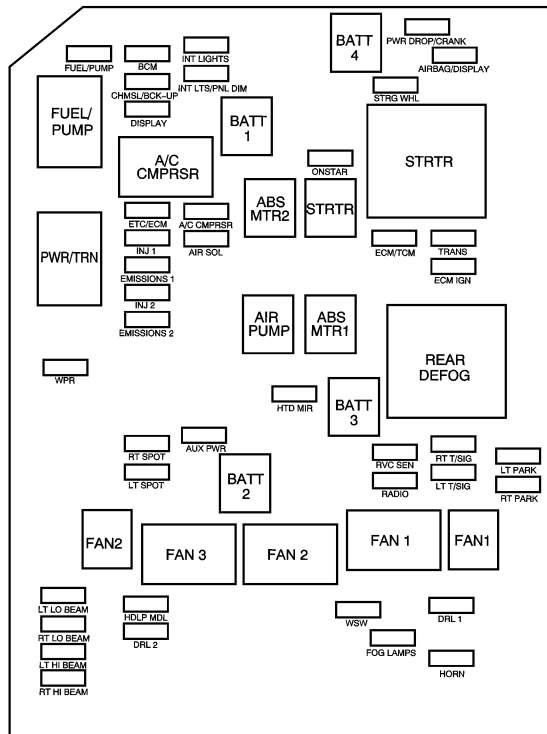 BATT
4
PWR DROP/CRANK
INT LIGHTS
FUEL/PUMP
BCM
AIRBAG/DISPLAY
CHMSL/BCK-UP
INT LTS/PNL DIM
STRG WHL
FUEL/
PUMP
DISPLAY
BATT
1
A/C
CMPRSR
STRTR
ONSTAR
ABS
MTR2
STRTR
ETC/ECM
A/C CMPRSR
PWR/TRN
INJ 1
AIR SOL
ECM/TCM
TRANS
EMISSIONS 1
ECM IGN
INJ 2
EMISSIONS 2
AIR
PUMP
ABS
MTR1
REAR
DEFOG
WPR
HTD MIR
BATT
3
RT SPOT
AUX PWR
RVC SEN
RT T/SIG
LT PARK
LT SPOT
BATT
2
RADIO
LT T/SIG
RT PARK
FAN2
FAN 3
FAN 2
FAN 1
FAN1
LT LO BEAM
HDLP MDL
WSW
DRL 1
RT LO BEAM
DRL 2
FOG LAMPS
LT HI BEAM
HORN
RT HI BEAM